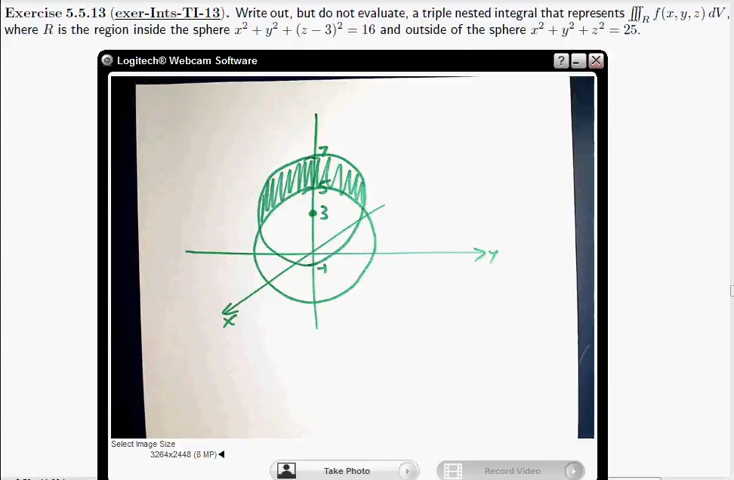 Exercise 5.5.13 (exer-Ints-TI-13). Write out, but do not evaluate, a triple nested integral that represents ∭_R f(x, y, z) dV,
where R is the region inside the sphere x² + y² + (z − 3)² = 16 and outside of the sphere x² + y² + z² = 25.
Logitech® Webcam Software
? – ✕
7
5
3
-1
Y
X
Select Image Size
3264x2448 (8 MP)
Take Photo
Record Video